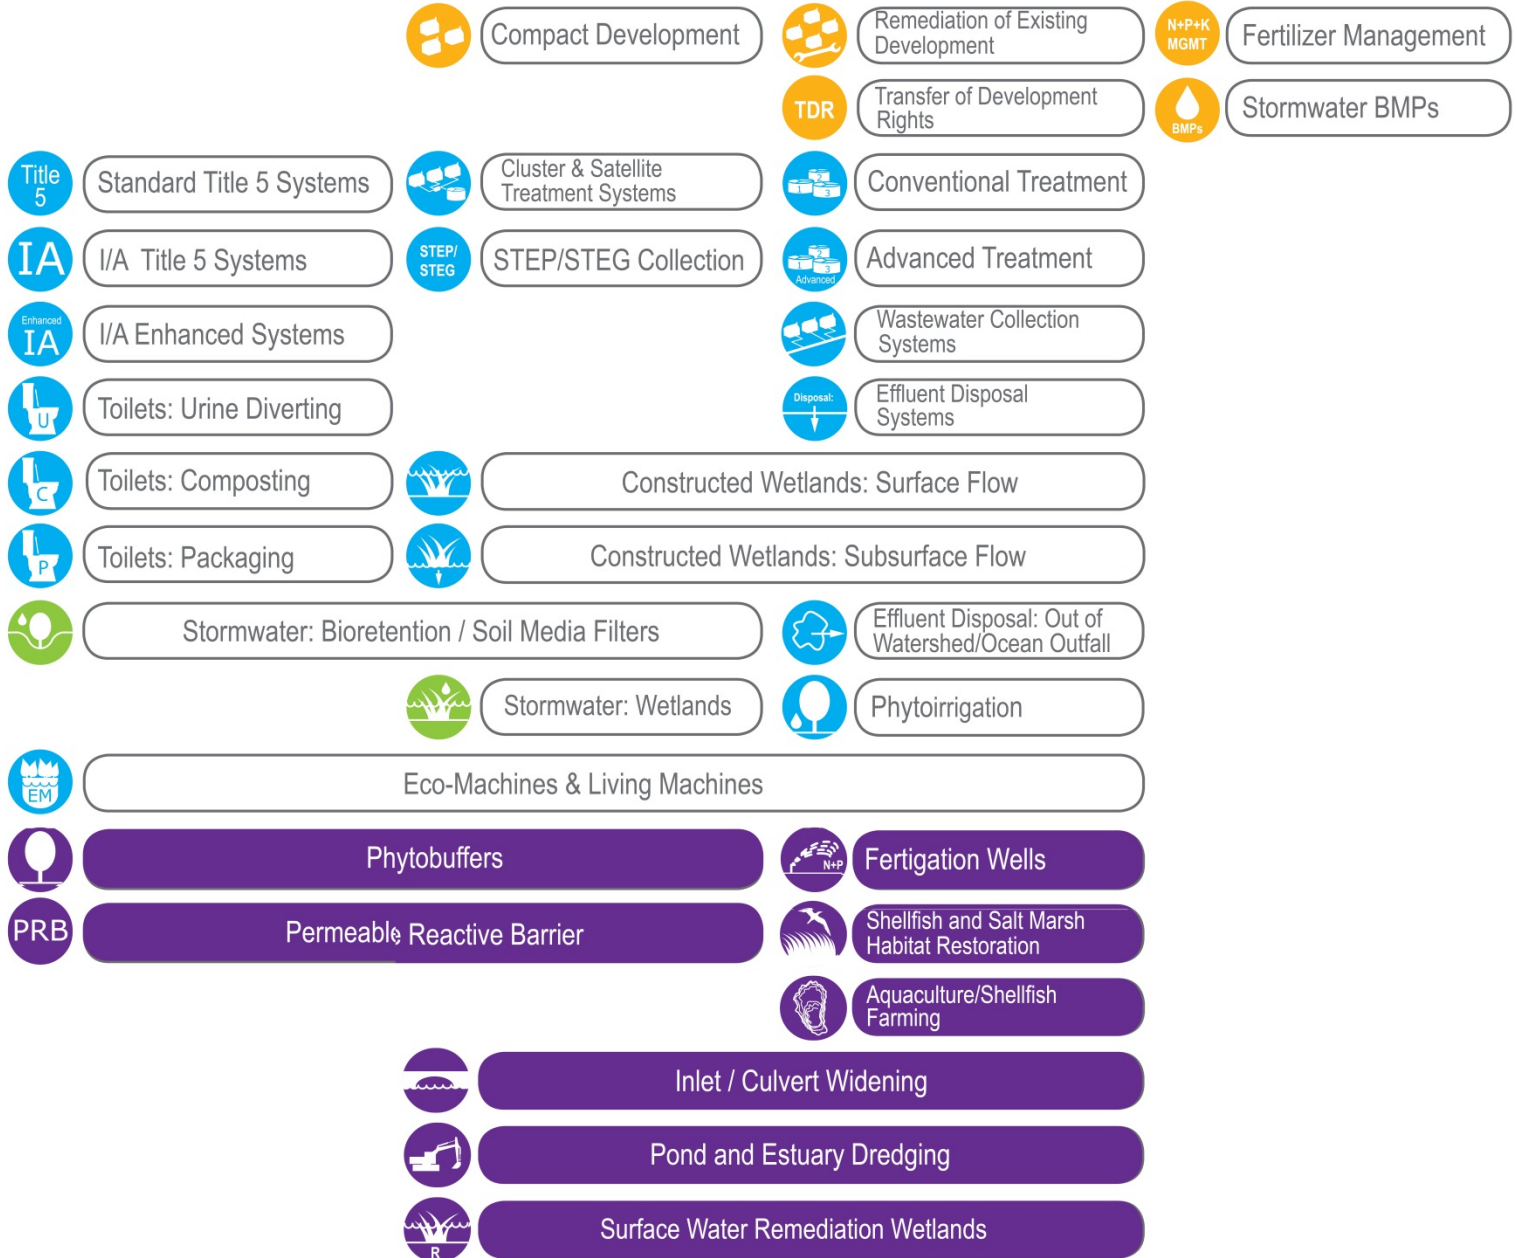 Compact Development
Remediation of Existing
Development
N+P+K
MGMT
Fertilizer Management
TDR
Transfer of Development
Rights
BMPs
Stormwater BMPs
Title
5
Standard Title 5 Systems
Cluster & Satellite
Treatment Systems
1 2 3
Conventional Treatment
IA
I/A Title 5 Systems
STEP/
STEG
STEP/STEG Collection
1 2 3
Advanced
Advanced Treatment
Enhanced
IA
I/A Enhanced Systems
Wastewater Collection
Systems
U
Toilets: Urine Diverting
Disposal:
Effluent Disposal
Systems
C
Toilets: Composting
Constructed Wetlands: Surface Flow
P
Toilets: Packaging
Constructed Wetlands: Subsurface Flow
Stormwater: Bioretention / Soil Media Filters
Effluent Disposal: Out of
Watershed/Ocean Outfall
Stormwater: Wetlands
Phytoirrigation
EM
Eco-Machines & Living Machines
Phytobuffers
N+P
Fertigation Wells
PRB
Permeable Reactive Barrier
Shellfish and Salt Marsh
Habitat Restoration
Aquaculture/Shellfish
Farming
Inlet / Culvert Widening
Pond and Estuary Dredging
R
Surface Water Remediation Wetlands